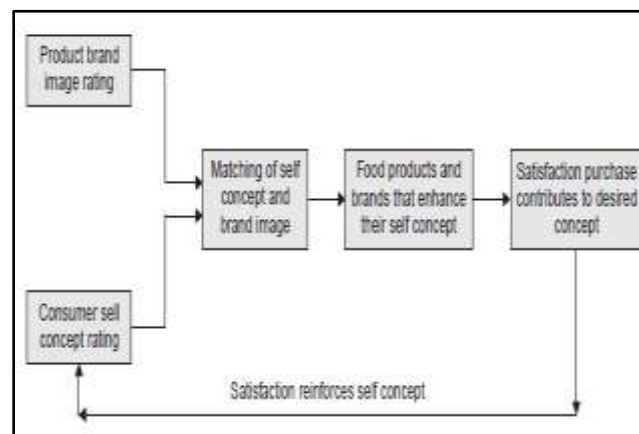 Product brand
image rating
Matching of self
concept and
brand image
Food products and
brands that enhance
their self concept
Satisfaction purchase
contributes to desired
concept
Consumer sell
concept rating
Satisfaction reinforces self concept